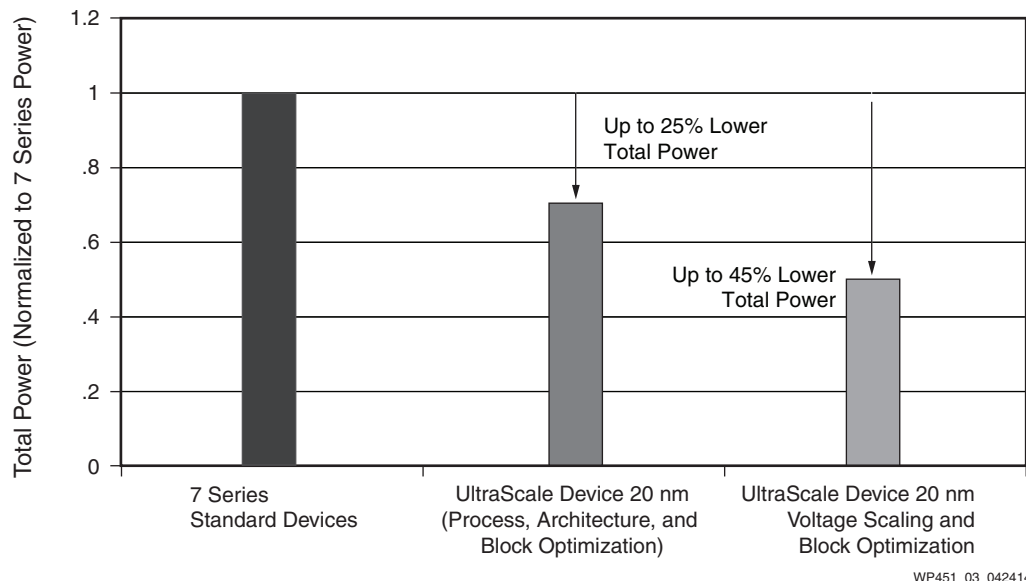 Total Power (Normalized to 7 Series Power)
1.2
1
.8
.6
.4
.2
0
Up to 25% Lower
Total Power
Up to 45% Lower
Total Power
7 Series
Standard Devices
UltraScale Device 20 nm
(Process, Architecture, and
Block Optimization)
UltraScale Device 20 nm
Voltage Scaling and
Block Optimization
WP451_03_042414